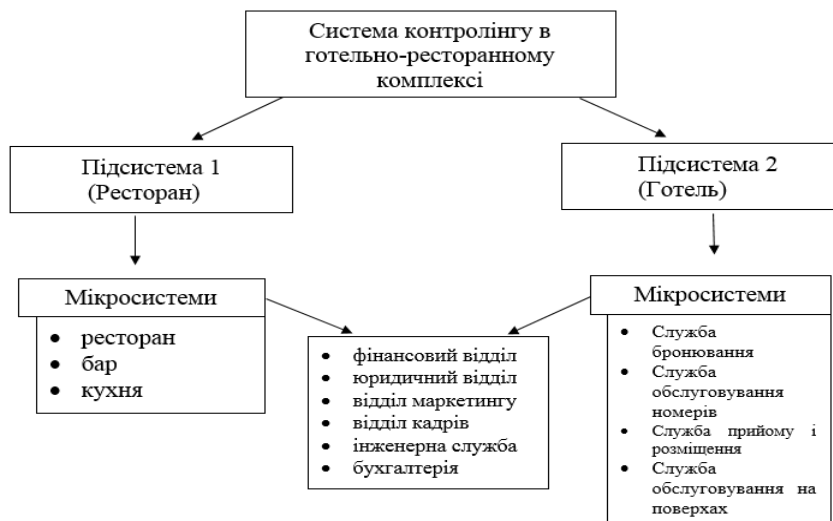 Система контролінгу в
готельно-ресторанному
комплексі
Підсистема 1
(Ресторан)
Підсистема 2
(Готель)
Мікросистеми
• ресторан
• бар
• кухня
• фінансовий відділ
• юридичний відділ
• відділ маркетингу
• відділ кадрів
• інженерна служба
• бухгалтерія
Мікросистеми
• Служба
бронювання
• Служба
обслуговування
номерів
• Служба прийому і
розміщення
• Служба
обслуговування на
поверхах